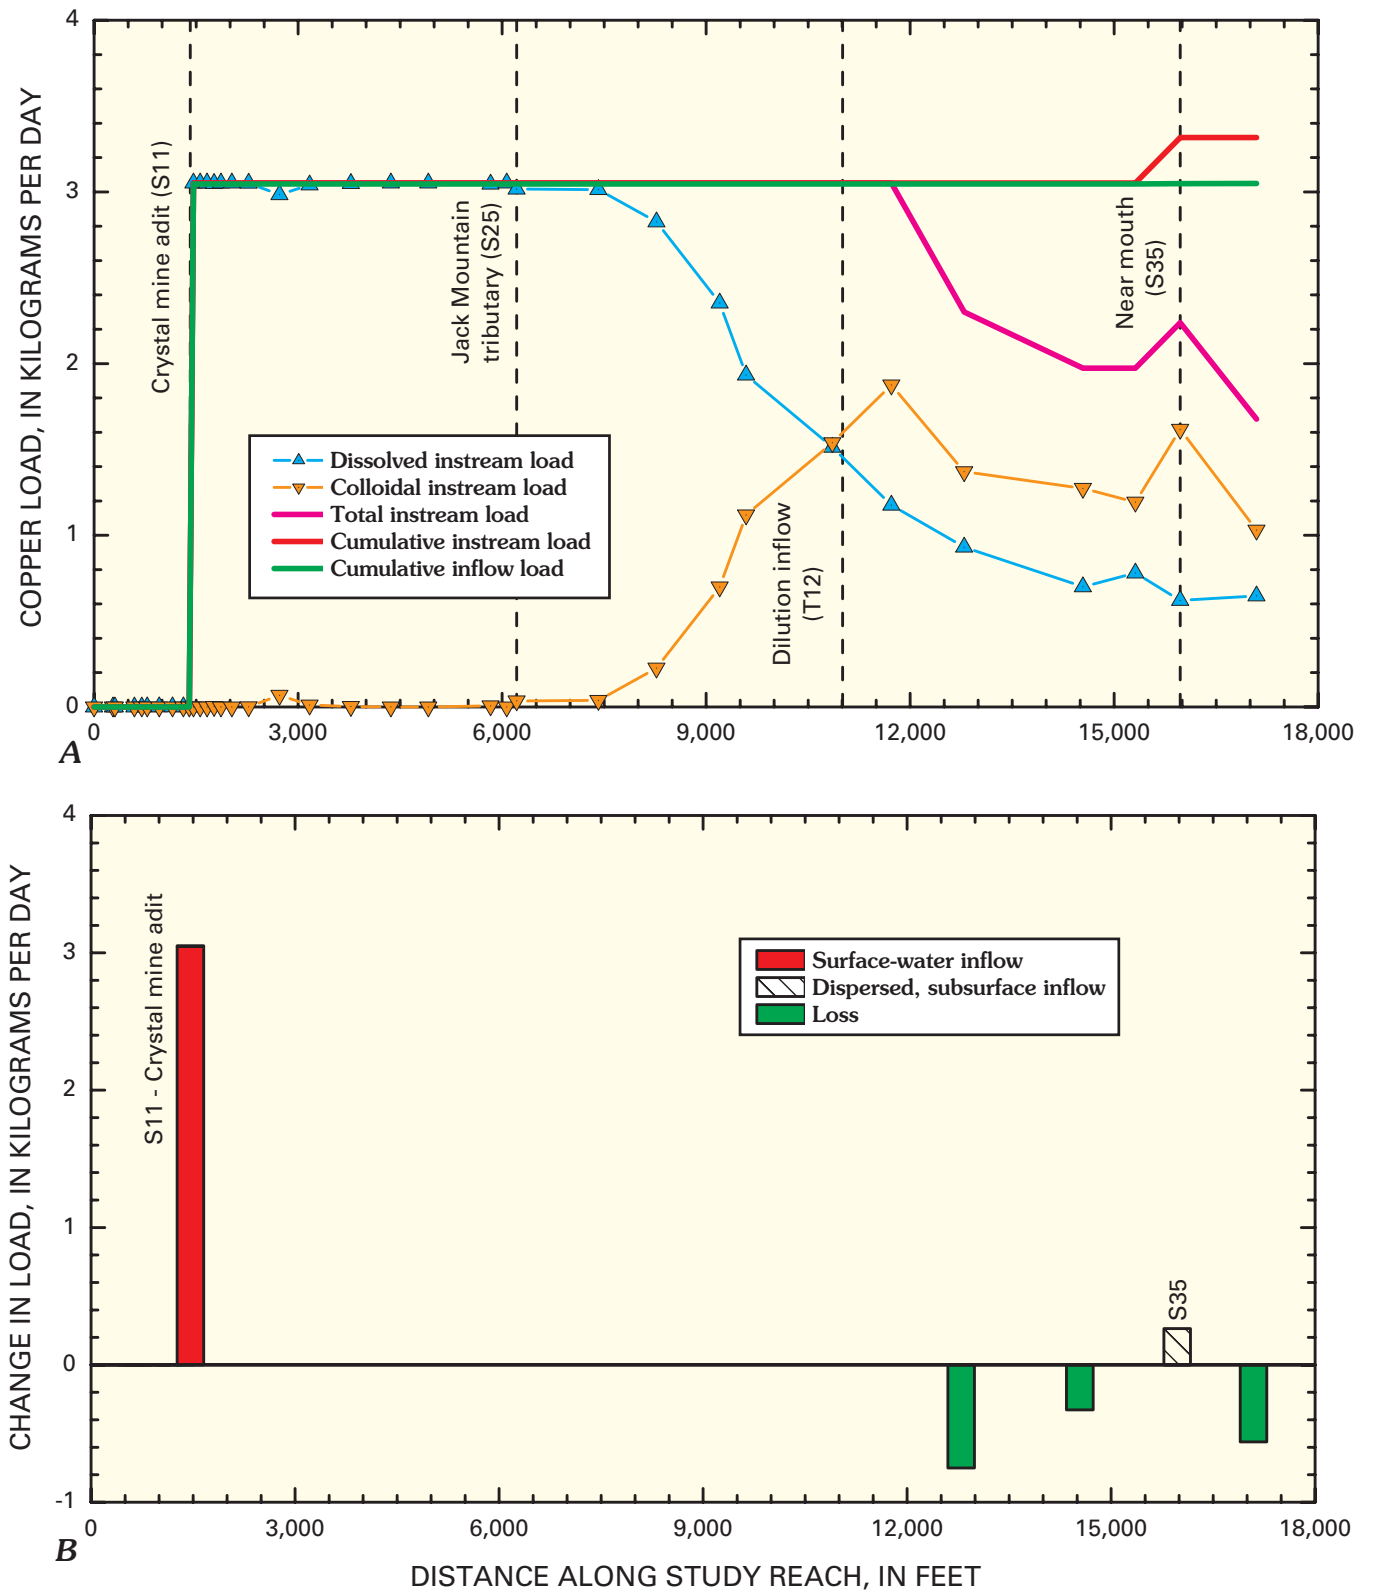 COPPER LOAD, IN KILOGRAMS PER DAY
4
3
2
1
0
Crystal mine adit (S11)
Jack Mountain
tributary (S25)
Dilution inflow
(T12)
Near mouth
(S35)
Dissolved instream load
Colloidal instream load
Total instream load
Cumulative instream load
Cumulative inflow load
0 3,000 6,000 9,000 12,000 15,000 18,000
A
CHANGE IN LOAD, IN KILOGRAMS PER DAY
4
3
2
1
0
-1
S11 - Crystal mine adit
Surface-water inflow
Dispersed, subsurface inflow
Loss
S35
0 3,000 6,000 9,000 12,000 15,000 18,000
B
DISTANCE ALONG STUDY REACH, IN FEET